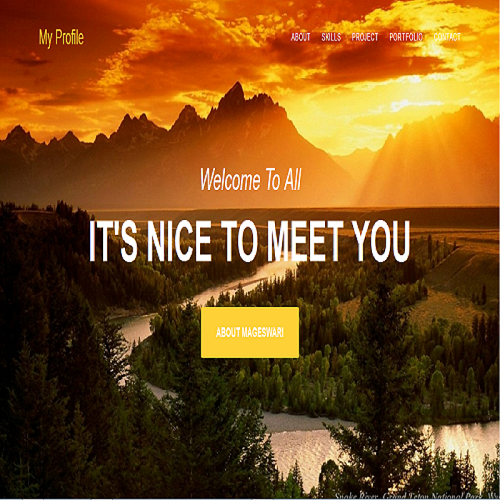 My Profile
ABOUT SKILLS PROJECT PORTFOLIO CONTACT
Welcome To All
IT'S NICE TO MEET YOU
ABOUT MAGESWARI
Snake River, Grand Teton National Park,